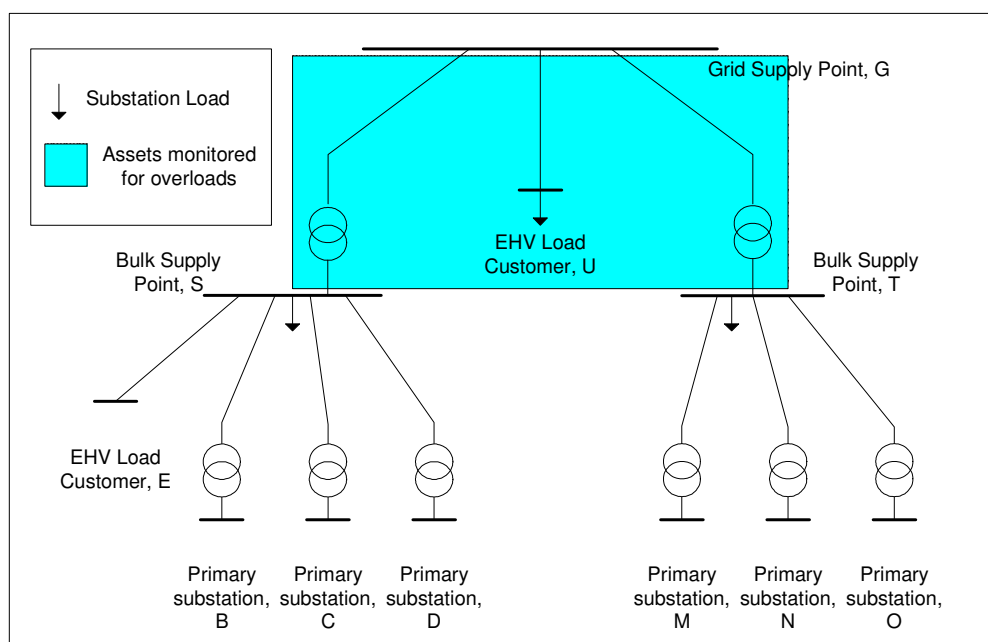 Grid Supply Point, G
Substation Load
Assets monitored
for overloads
EHV Load
Customer, U
Bulk Supply
Point, S
Bulk Supply
Point, T
EHV Load
Customer, E
Primary
substation,
B
Primary
substation,
C
Primary
substation,
D
Primary
substation,
M
Primary
substation,
N
Primary
substation,
O